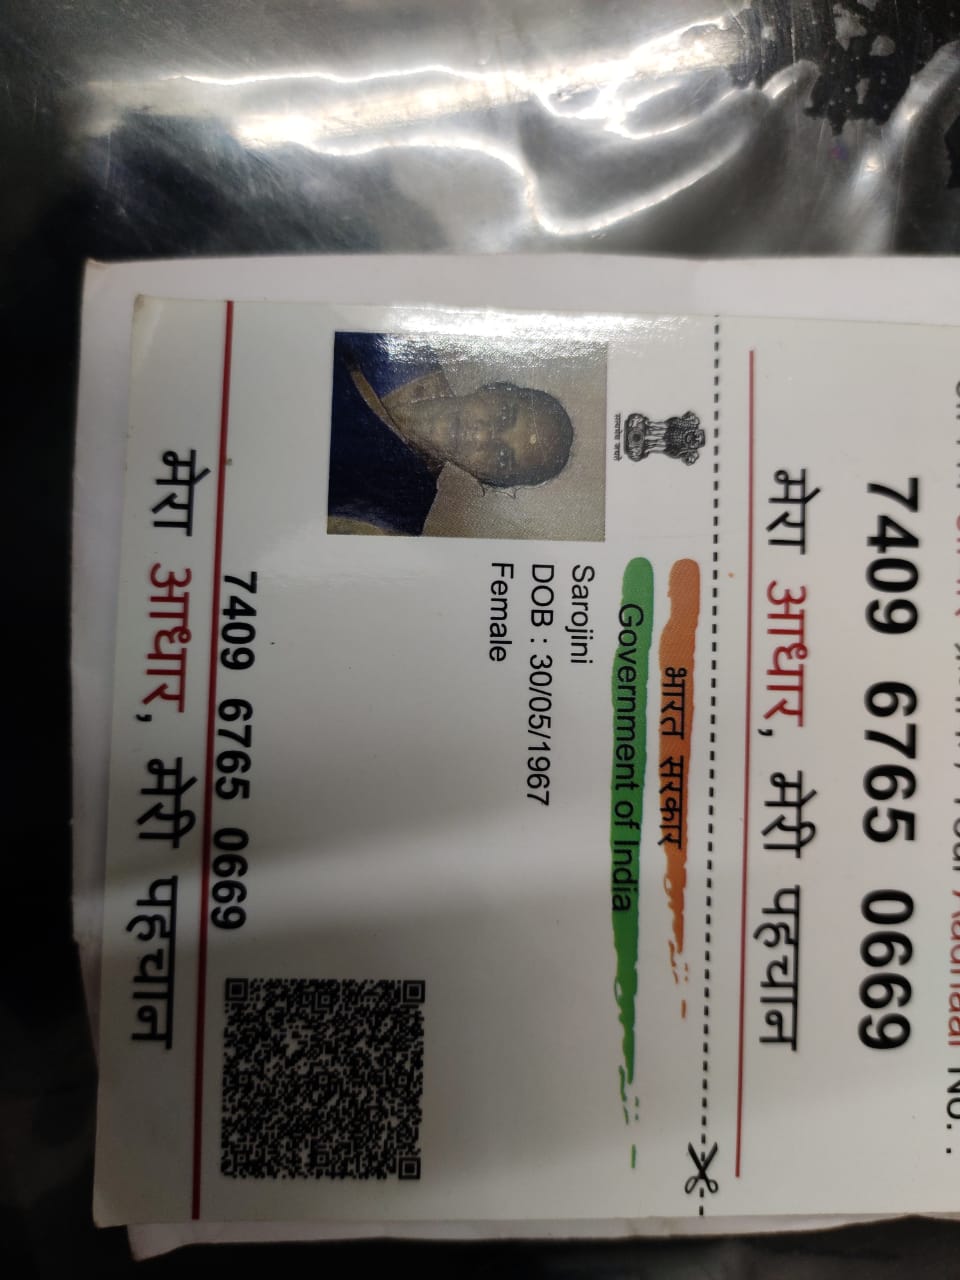 Your Aadhaar No. :
7409 6765 0669
मेरा आधार, मेरी पहचान
भारत सरकार
Government of India
सत्यमेव जयते
Sarojini
DOB : 30/05/1967
Female
7409 6765 0669
मेरा आधार, मेरी पहचान